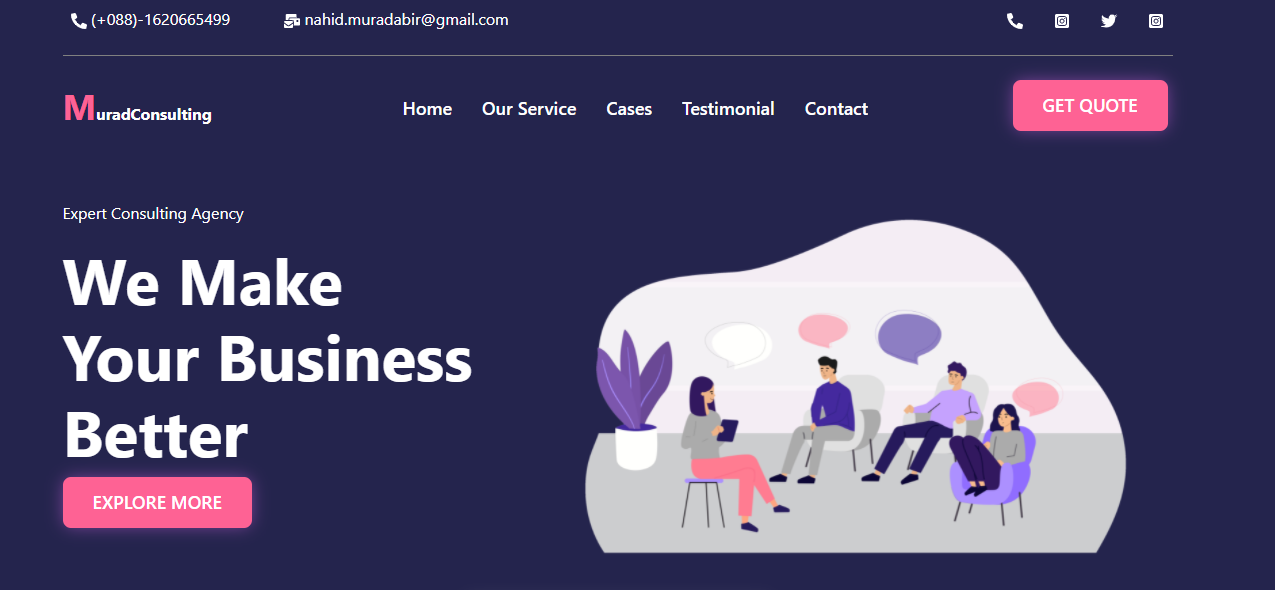 (+088)-1620665499 nahid.muradabir@gmail.com
MuradConsulting Home Our Service Cases Testimonial Contact GET QUOTE
Expert Consulting Agency
We Make
Your Business
Better
EXPLORE MORE